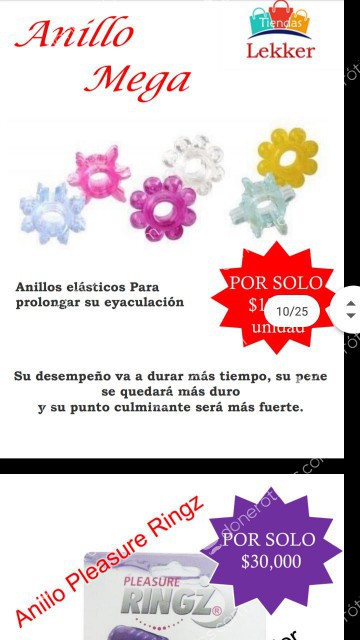 Anillo
Mega
Tiendas
Lekker
Anillos elásticos Para
prolongar su eyaculación
POR SOLO
unidad
10/25
Su desempeño va a durar más tiempo, su pene
se quedará más duro
y su punto culminante será más fuerte.
Aniilo Pleasure Ringz
POR SOLO
$30,000
PLEASURE
RINGZ®